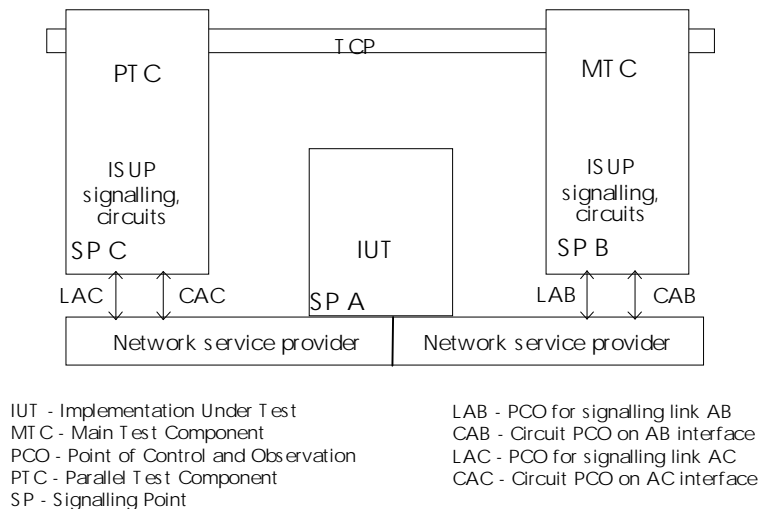 TCP
PTC
MTC
ISUP
signalling,
circuits
SP C
ISUP
signalling,
circuits
SP B
IUT
SP A
LAC
CAC
LAB
CAB
Network service provider
Network service provider
IUT - Implementation Under Test
MTC - Main Test Component
PCO - Point of Control and Observation
PTC - Parallel Test Component
SP - Signalling Point
LAB - PCO for signalling link AB
CAB - Circuit PCO on AB interface
LAC - PCO for signalling link AC
CAC - Circuit PCO on AC interface